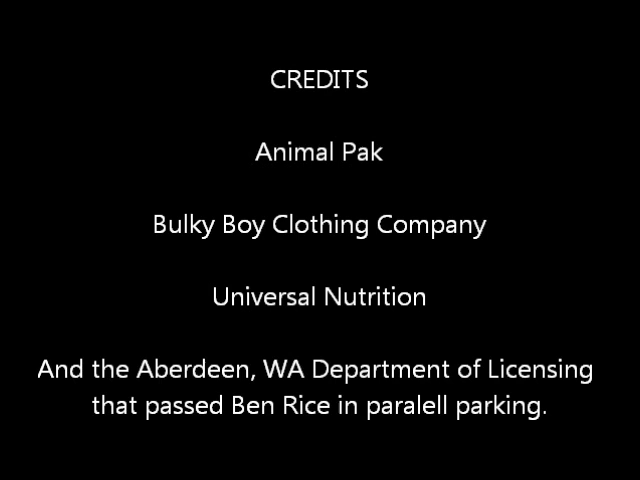 CREDITS
Animal Pak
Bulky Boy Clothing Company
Universal Nutrition
And the Aberdeen, WA Department of Licensing
that passed Ben Rice in paralell parking.